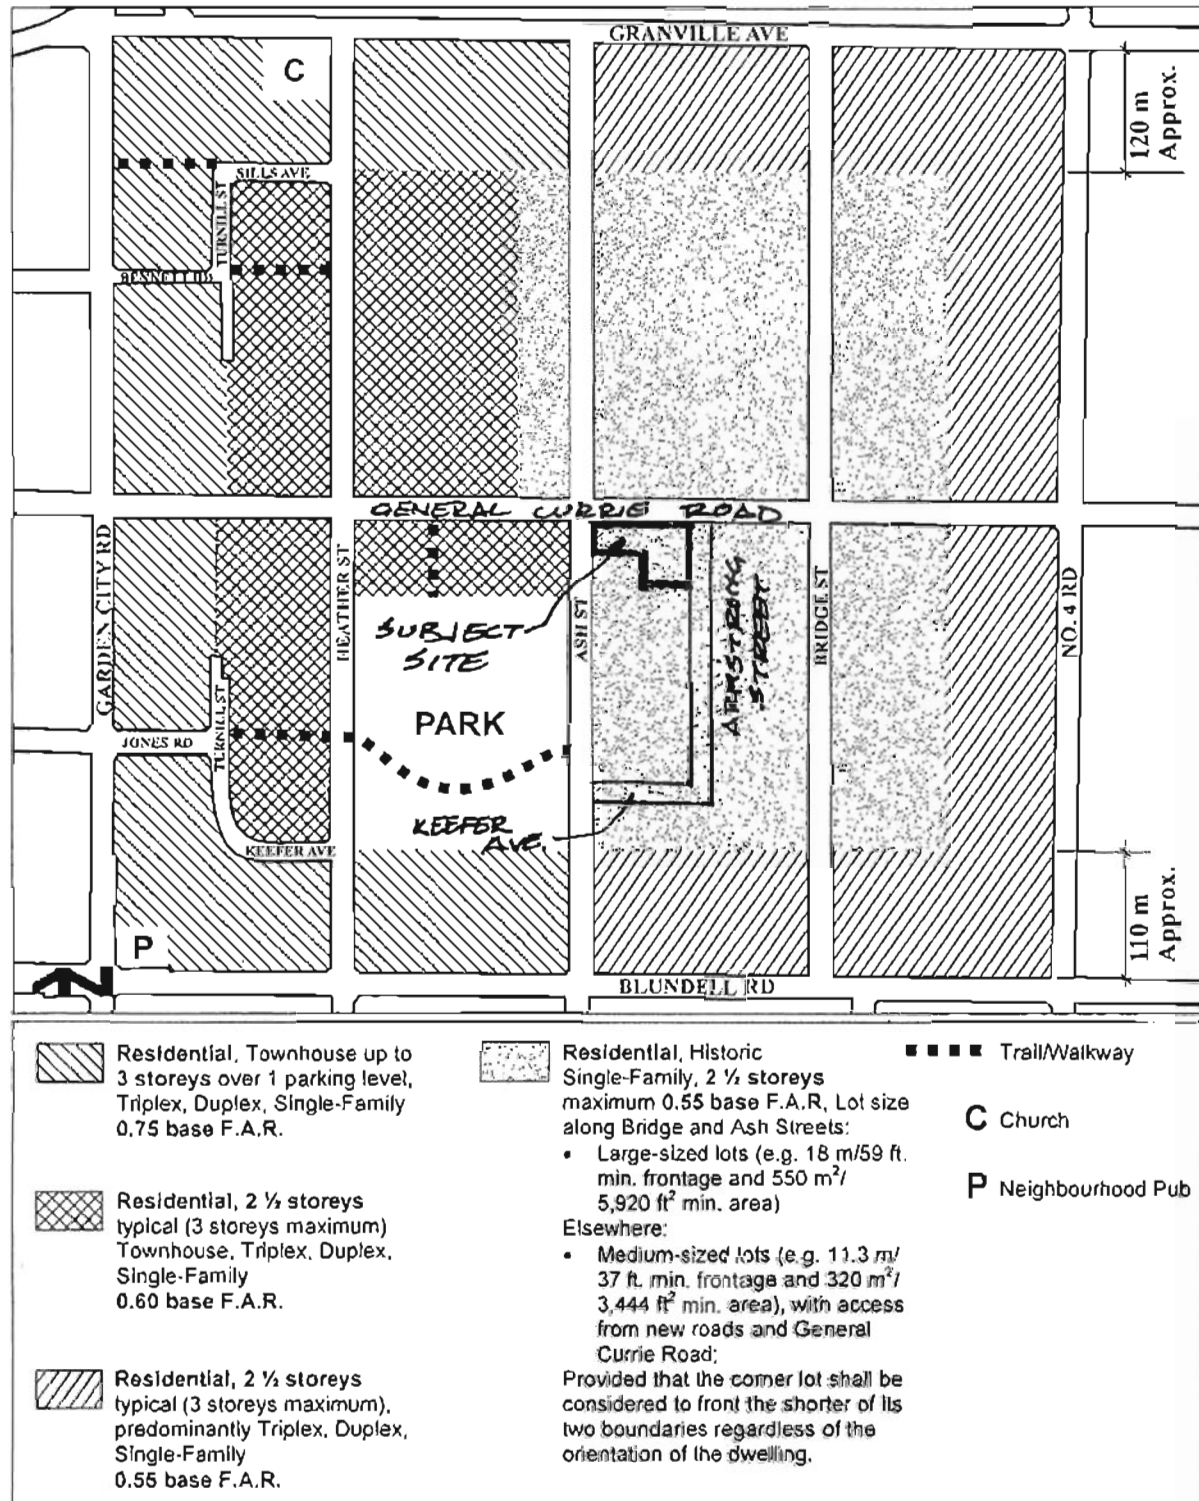 GRANVILLE AVE
C
120 m
Approx.
SILLS AVE
TURNILL ST
BENNETT RD
GENERAL CURRIE ROAD
GARDEN CITY RD
HEATHER ST
SUBJECT
SITE
ASH ST
ARMSTRONG
STREET
BRIDGE ST
NO. 4 RD
PARK
JONES RD
TURNILL ST
KEEFER
AVE.
KEEFER AVE
110 m
Approx.
P
N
BLUNDELL RD
Residential, Townhouse up to
3 storeys over 1 parking level,
Triplex, Duplex, Single-Family
0.75 base F.A.R.
Residential, 2 ½ storeys
typical (3 storeys maximum)
Townhouse, Triplex, Duplex,
Single-Family
0.60 base F.A.R.
Residential, 2 ½ storeys
typical (3 storeys maximum),
predominantly Triplex, Duplex,
Single-Family
0.55 base F.A.R.
Residential, Historic
Single-Family, 2 ½ storeys
maximum 0.55 base F.A.R, Lot size
along Bridge and Ash Streets:
• Large-sized lots (e.g. 18 m/59 ft.
min. frontage and 550 m²/
5,920 ft² min. area)
Elsewhere:
• Medium-sized lots (e.g. 11.3 m/
37 ft. min. frontage and 320 m²/
3,444 ft² min. area), with access
from new roads and General
Currie Road;
Provided that the corner lot shall be
considered to front the shorter of its
two boundaries regardless of the
orientation of the dwelling.
Trail/Walkway
C Church
P Neighbourhood Pub